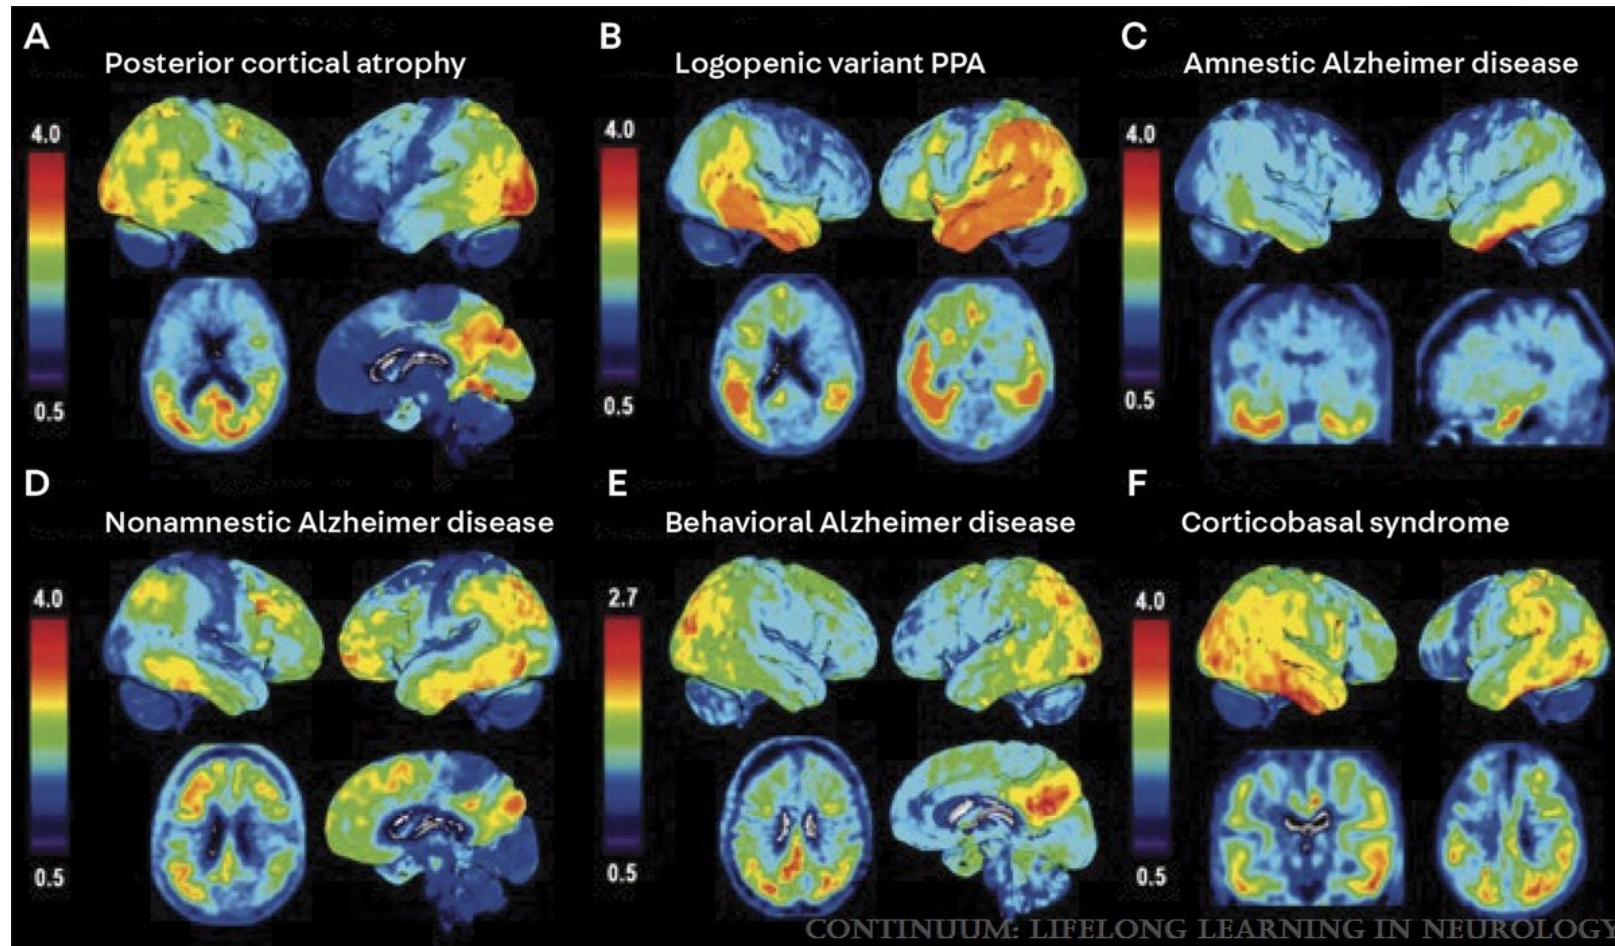 A
Posterior cortical atrophy
4.0
0.5
B
Logopenic variant PPA
4.0
0.5
C
Amnestic Alzheimer disease
4.0
0.5
D
Nonamnestic Alzheimer disease
4.0
0.5
E
Behavioral Alzheimer disease
2.7
0.5
F
Corticobasal syndrome
4.0
0.5
CONTINUUM: LIFELONG LEARNING IN NEUROLOGY